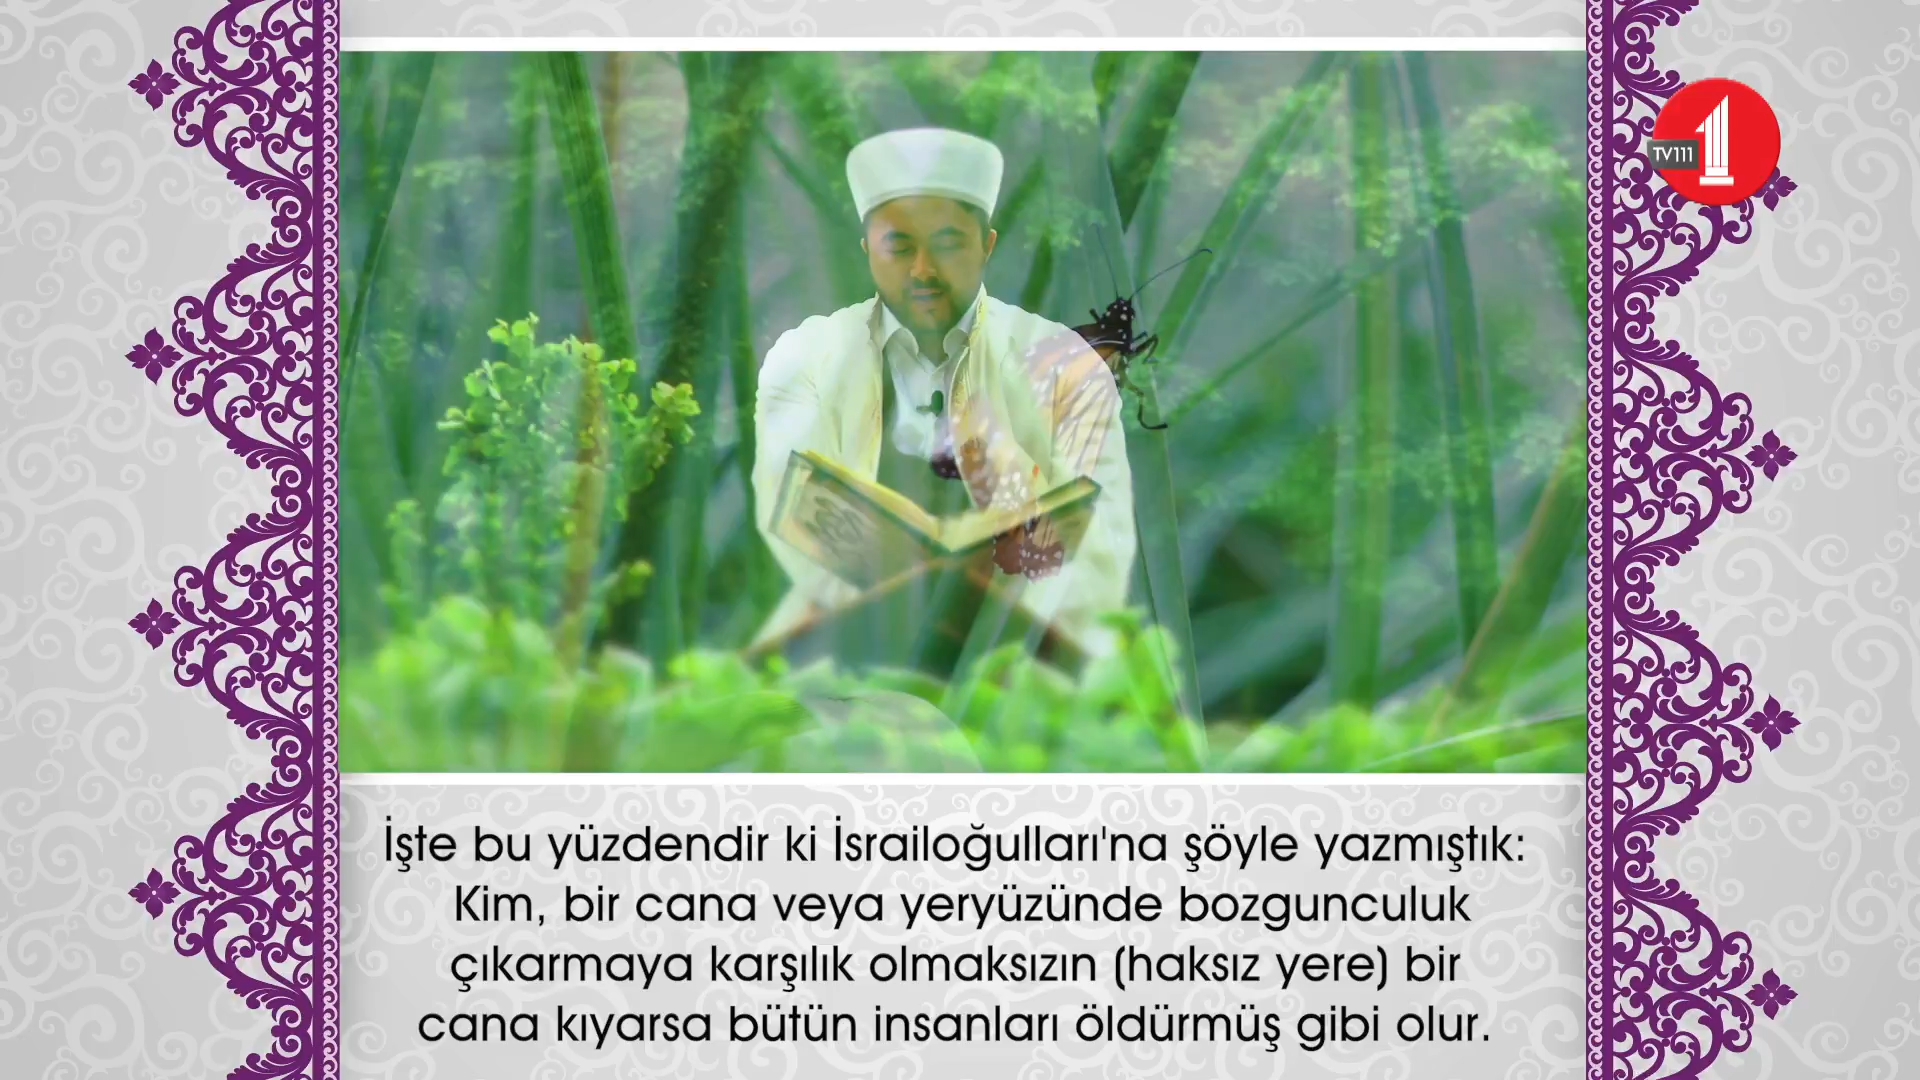 TV111
İşte bu yüzdendir ki İsrailoğulları'na şöyle yazmıştık:
Kim, bir cana veya yeryüzünde bozgunculuk
çıkarmaya karşılık olmaksızın (haksız yere) bir
cana kıyarsa bütün insanları öldürmüş gibi olur.